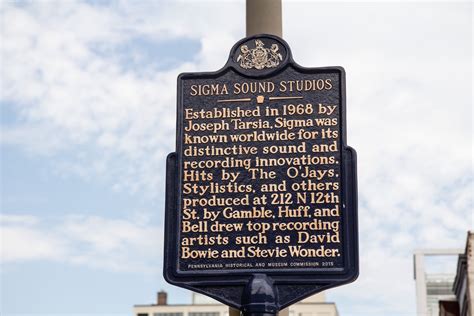 SIGMA SOUND STUDIOS
Established in 1968 by
Joseph Tarsia, Sigma was
known worldwide for its
distinctive sound and
recording innovations.
Hits by The O'Jays,
Stylistics, and others
produced at 212 N 12th
St. by Gamble, Huff, and
Bell drew top recording
artists such as David
Bowie and Stevie Wonder.
PENNSYLVANIA HISTORICAL AND MUSEUM COMMISSION 2015